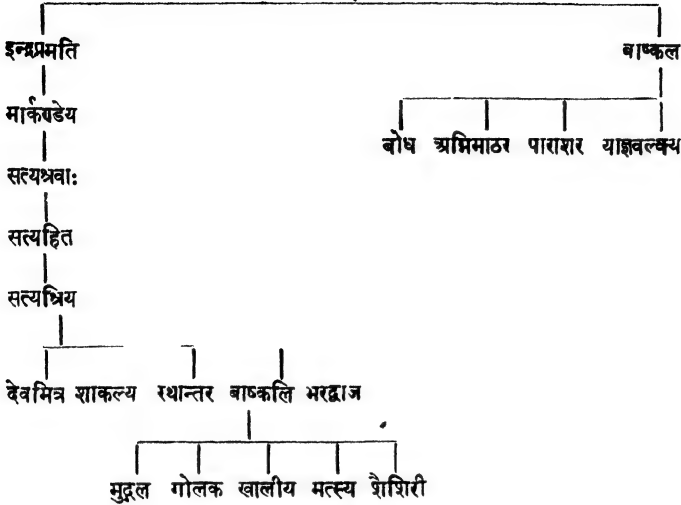 इन्द्रप्रमति बाष्कल
मार्कण्डेय
बोध अग्निमाठर पाराशर याज्ञवल्क्य
सत्यश्रवाः
सत्यहित
सत्यश्रिय
देवमित्र शाकल्य रथान्तर बाष्कलि भरद्वाज
मुद्गल गोलक खालीय मत्स्य शैशिरी